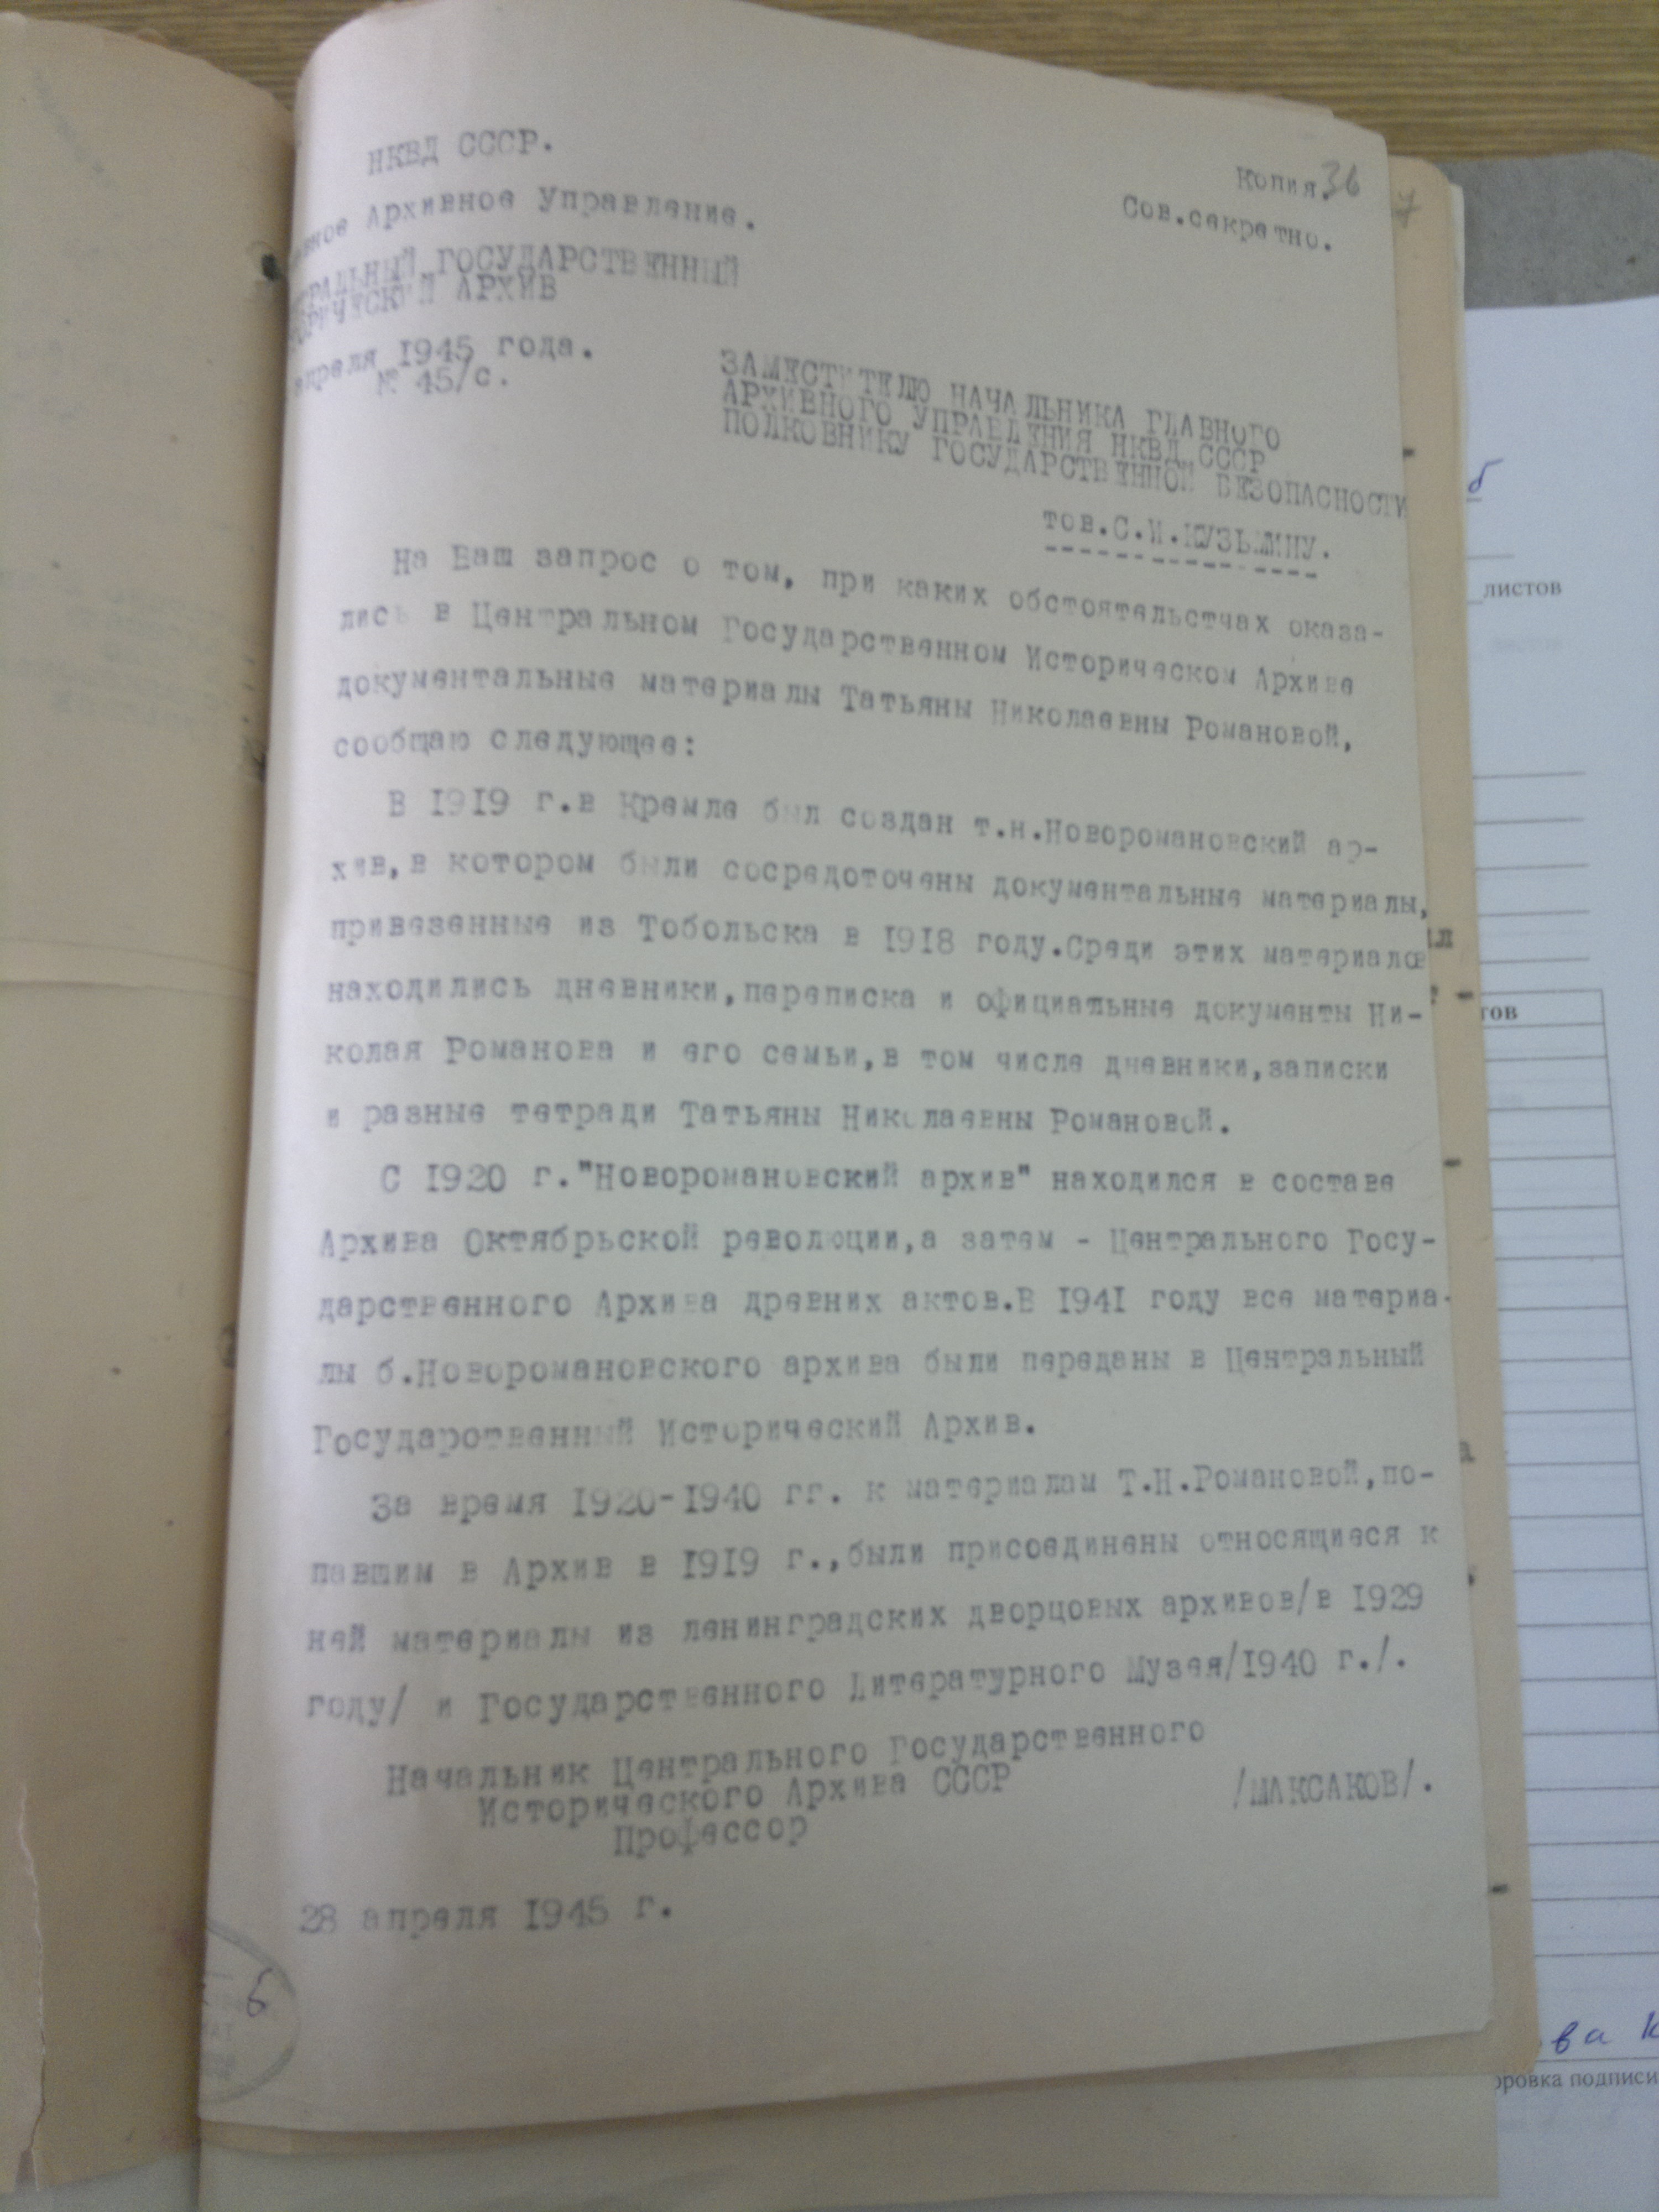 НКВД СССР.
Копия. 36
Архивное Управление.
Сов.секретно.
ГОСУДАРСТВЕННЫЙ
АРХИВ
апреля 1945 года.
№ 45/с.
ЗАМЕСТИТЕЛЮ НАЧАЛЬНИКА ГЛАВНОГО
АРХИВНОГО УПРАВЛЕНИЯ НКВД СССР
ПОЛКОВНИКУ ГОСУДАРСТВЕННОЙ БЕЗОПАСНОСТИ
тов.С.И.КУЗЬМИНУ.
На Ваш запрос о том, при каких обстоятельстчах оказа-
лись в Центральном Государственном Историческом Архиве
документальные материалы Татьяны Николаевны Романовой,
сообщаю следующее:
В 1919 г.в Кремле был создан т.н.Новоромановский ар-
хив,в котором были сосредоточены документальные материалы,
привезенные из Тобольска в 1918 году.Среди этих материалов
находились дневники,переписка и официальные документы Ни-
колая Романова и его семьи,в том числе дневники,записки
и разные тетради Татьяны Николаевны Романовой.
С 1920 г."Новоромановский архив" находился в составе
Архива Октябрьской революции,а затем - Центрального Госу-
дарственного Архива древних актов.В 1941 году все материа-
лы б.Новоромановского архива были переданы в Центральный
Государственный Исторический Архив.
За время 1920-1940 гг. к материалам Т.Н.Романовой,по-
павшим в Архив в 1919 г.,были присоединены относящиеся к
ней материалы из ленинградских дворцовых архивов/в 1929
году/ и Государственного Литературного Музея/1940 г./.
Начальник Центрального Государственного
Исторического Архива СССР /МАКСАКОВ/.
Профессор
28 апреля 1945 г.
б
листов
подписи